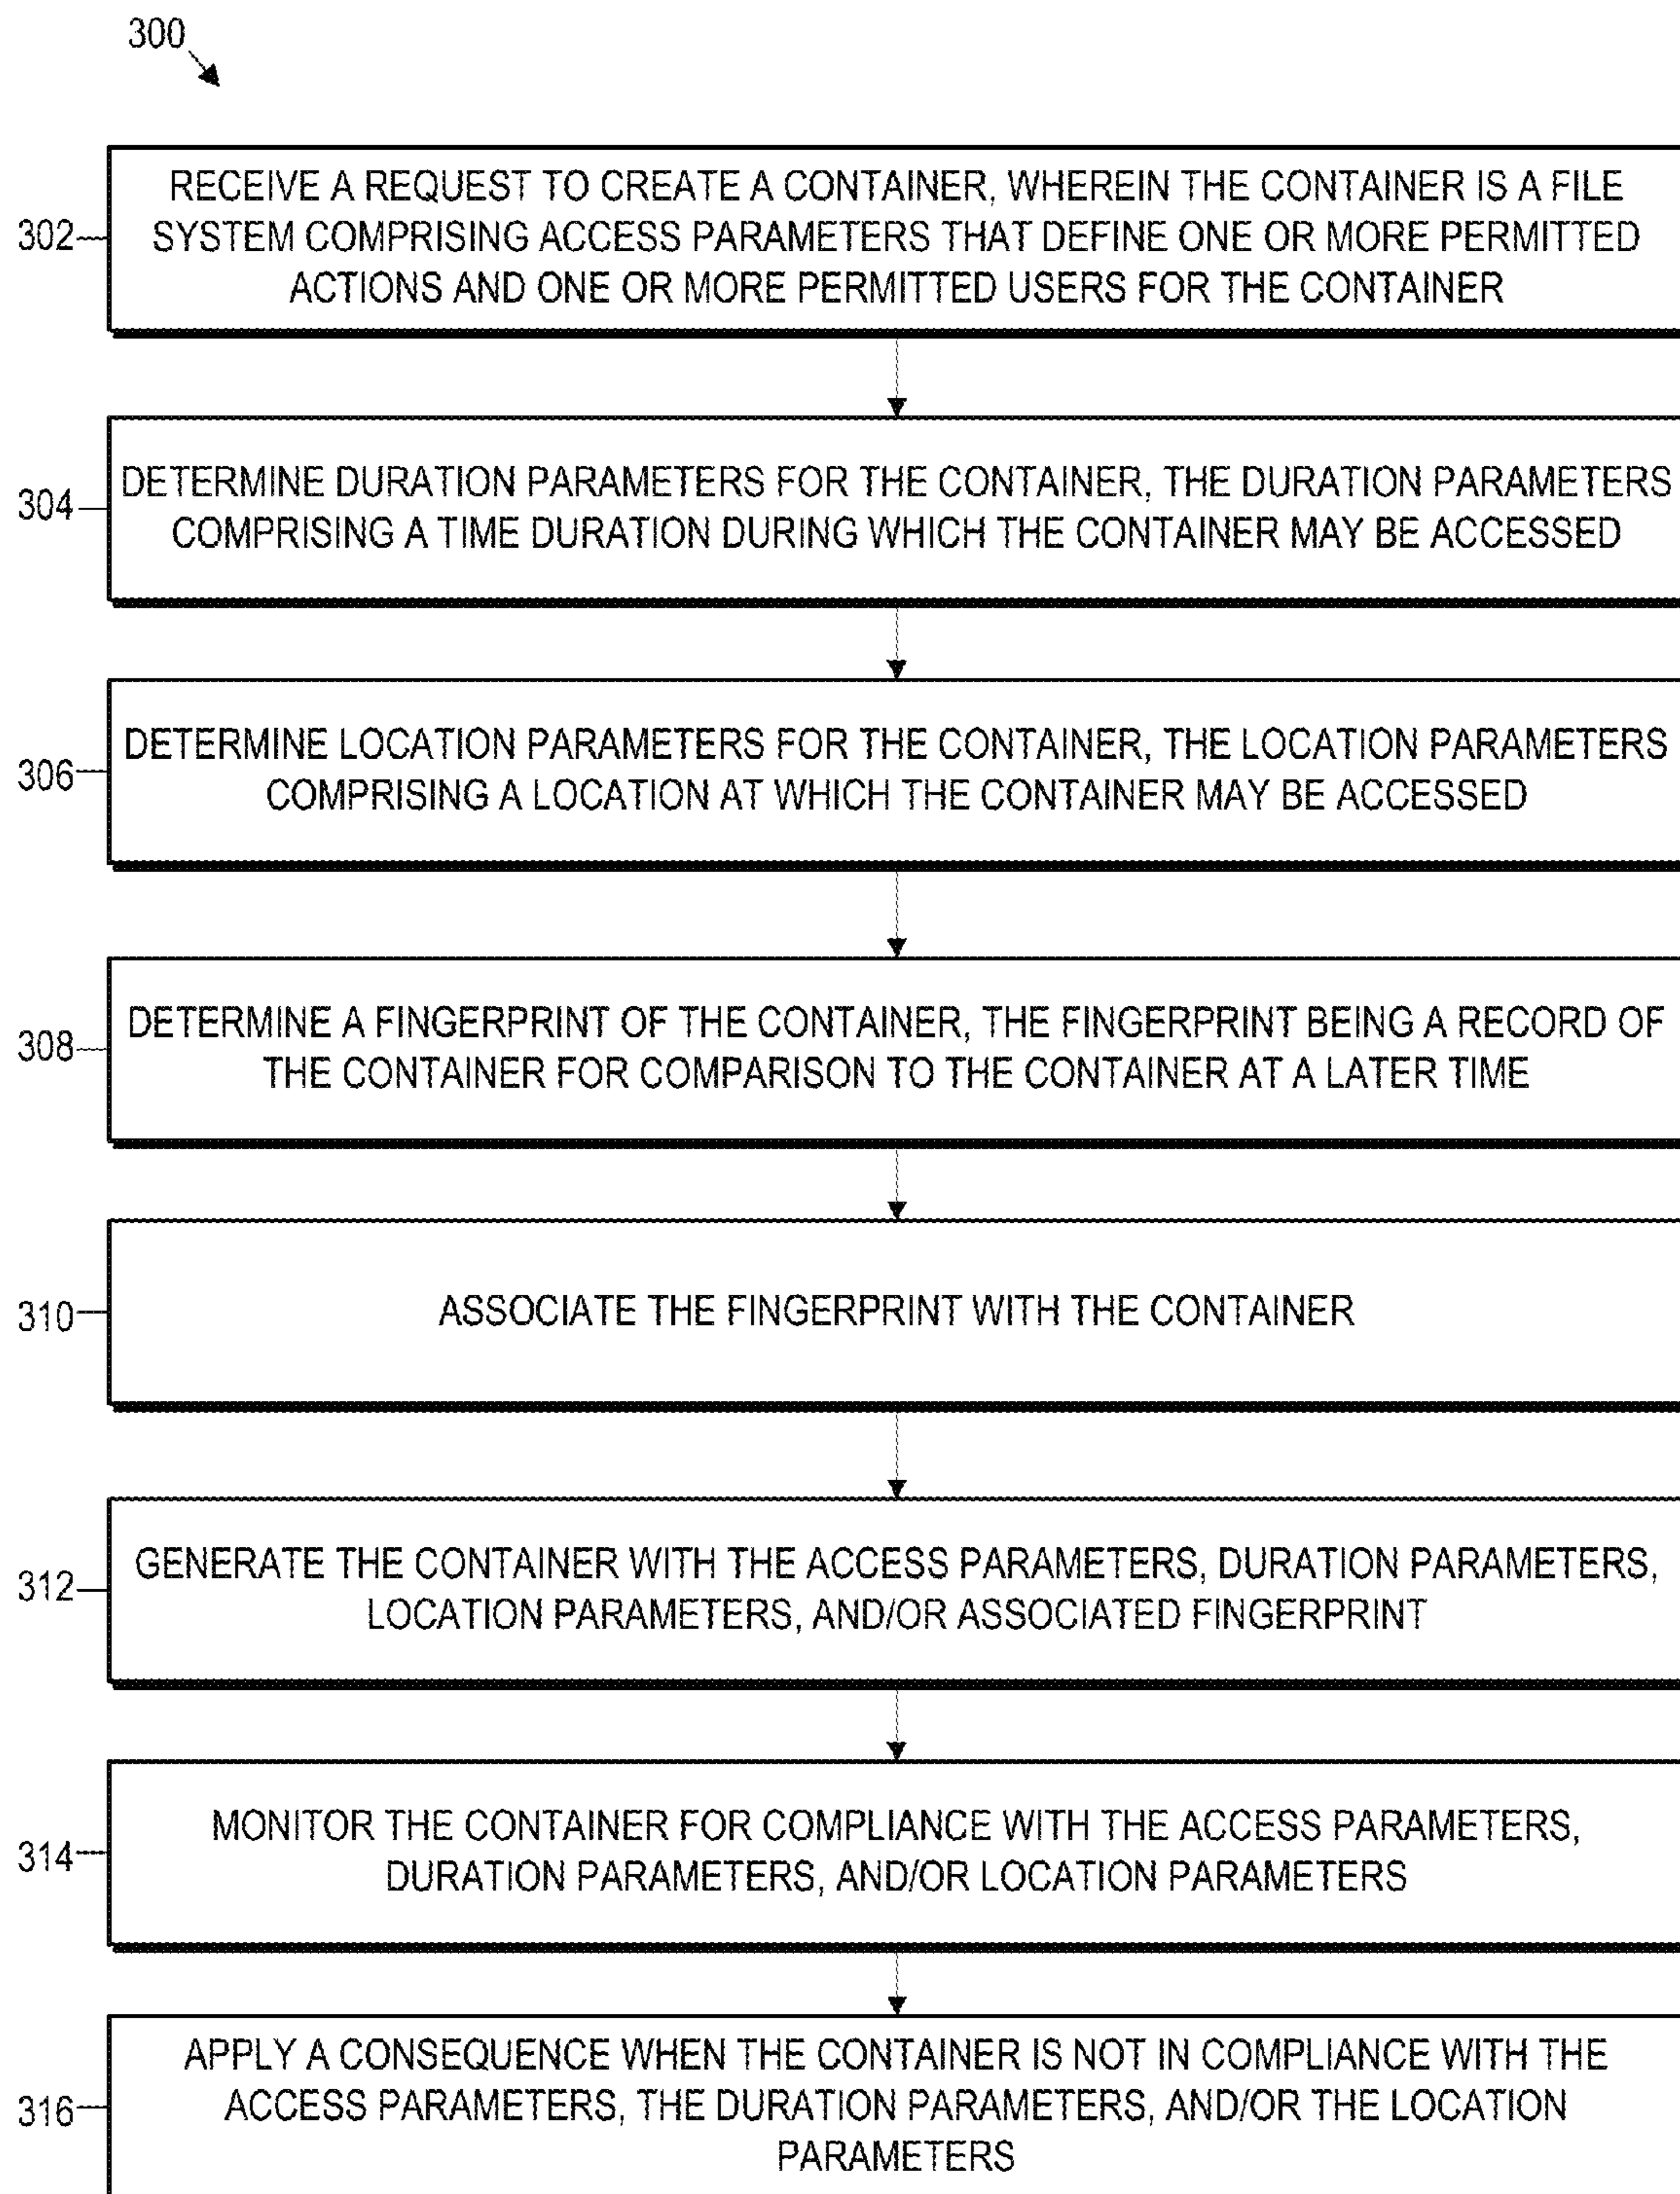 300
RECEIVE A REQUEST TO CREATE A CONTAINER, WHEREIN THE CONTAINER IS A FILE
302
SYSTEM COMPRISING ACCESS PARAMETERS THAT DEFINE ONE OR MORE PERMITTED
ACTIONS AND ONE OR MORE PERMITTED USERS FOR THE CONTAINER
304
DETERMINE DURATION PARAMETERS FOR THE CONTAINER, THE DURATION PARAMETERS
COMPRISING A TIME DURATION DURING WHICH THE CONTAINER MAY BE ACCESSED
306
DETERMINE LOCATION PARAMETERS FOR THE CONTAINER, THE LOCATION PARAMETERS
COMPRISING A LOCATION AT WHICH THE CONTAINER MAY BE ACCESSED
308
DETERMINE A FINGERPRINT OF THE CONTAINER, THE FINGERPRINT BEING A RECORD OF
THE CONTAINER FOR COMPARISON TO THE CONTAINER AT A LATER TIME
310
ASSOCIATE THE FINGERPRINT WITH THE CONTAINER
312
GENERATE THE CONTAINER WITH THE ACCESS PARAMETERS, DURATION PARAMETERS,
LOCATION PARAMETERS, AND/OR ASSOCIATED FINGERPRINT
314
MONITOR THE CONTAINER FOR COMPLIANCE WITH THE ACCESS PARAMETERS,
DURATION PARAMETERS, AND/OR LOCATION PARAMETERS
316
APPLY A CONSEQUENCE WHEN THE CONTAINER IS NOT IN COMPLIANCE WITH THE
ACCESS PARAMETERS, THE DURATION PARAMETERS, AND/OR THE LOCATION
PARAMETERS